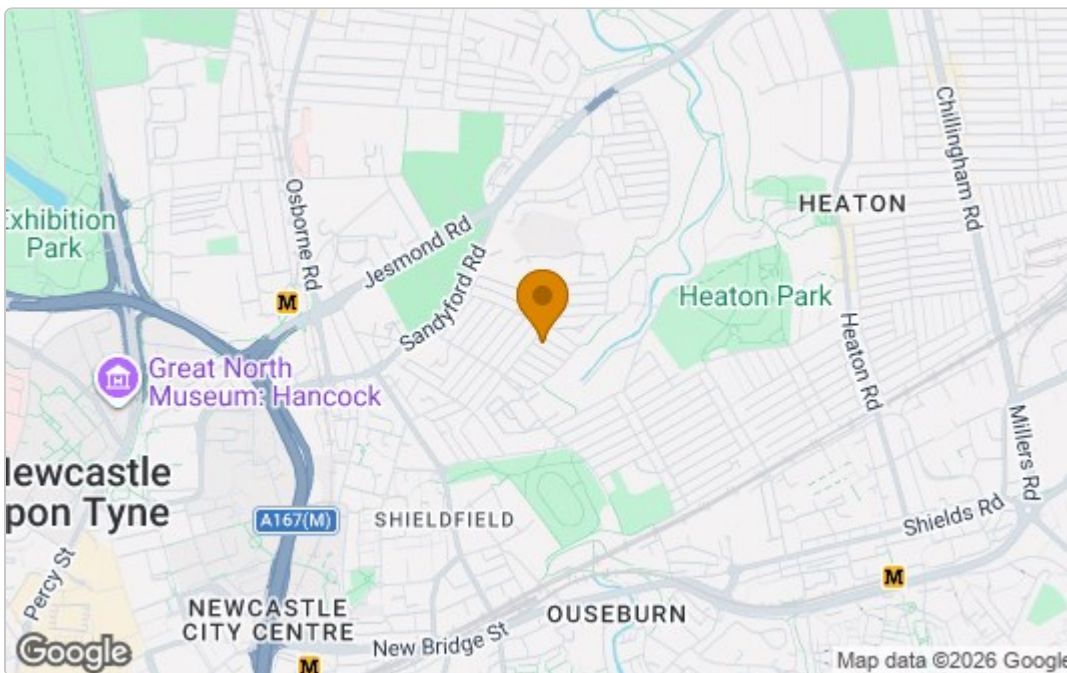 Chillingham Rd
Osborne Rd
HEATON
Exhibition
Park
Jesmond Rd
Sandyford Rd
Heaton Park
M
Great North
Museum: Hancock
Heaton Rd
Millers Rd
lewcastle
pon Tyne
A167(M)
SHIELDFIELD
Shields Rd
Percy St
M
NEWCASTLE
CITY CENTRE
OUSEBURN
New Bridge St
M
Google
Map data ©2026 Google